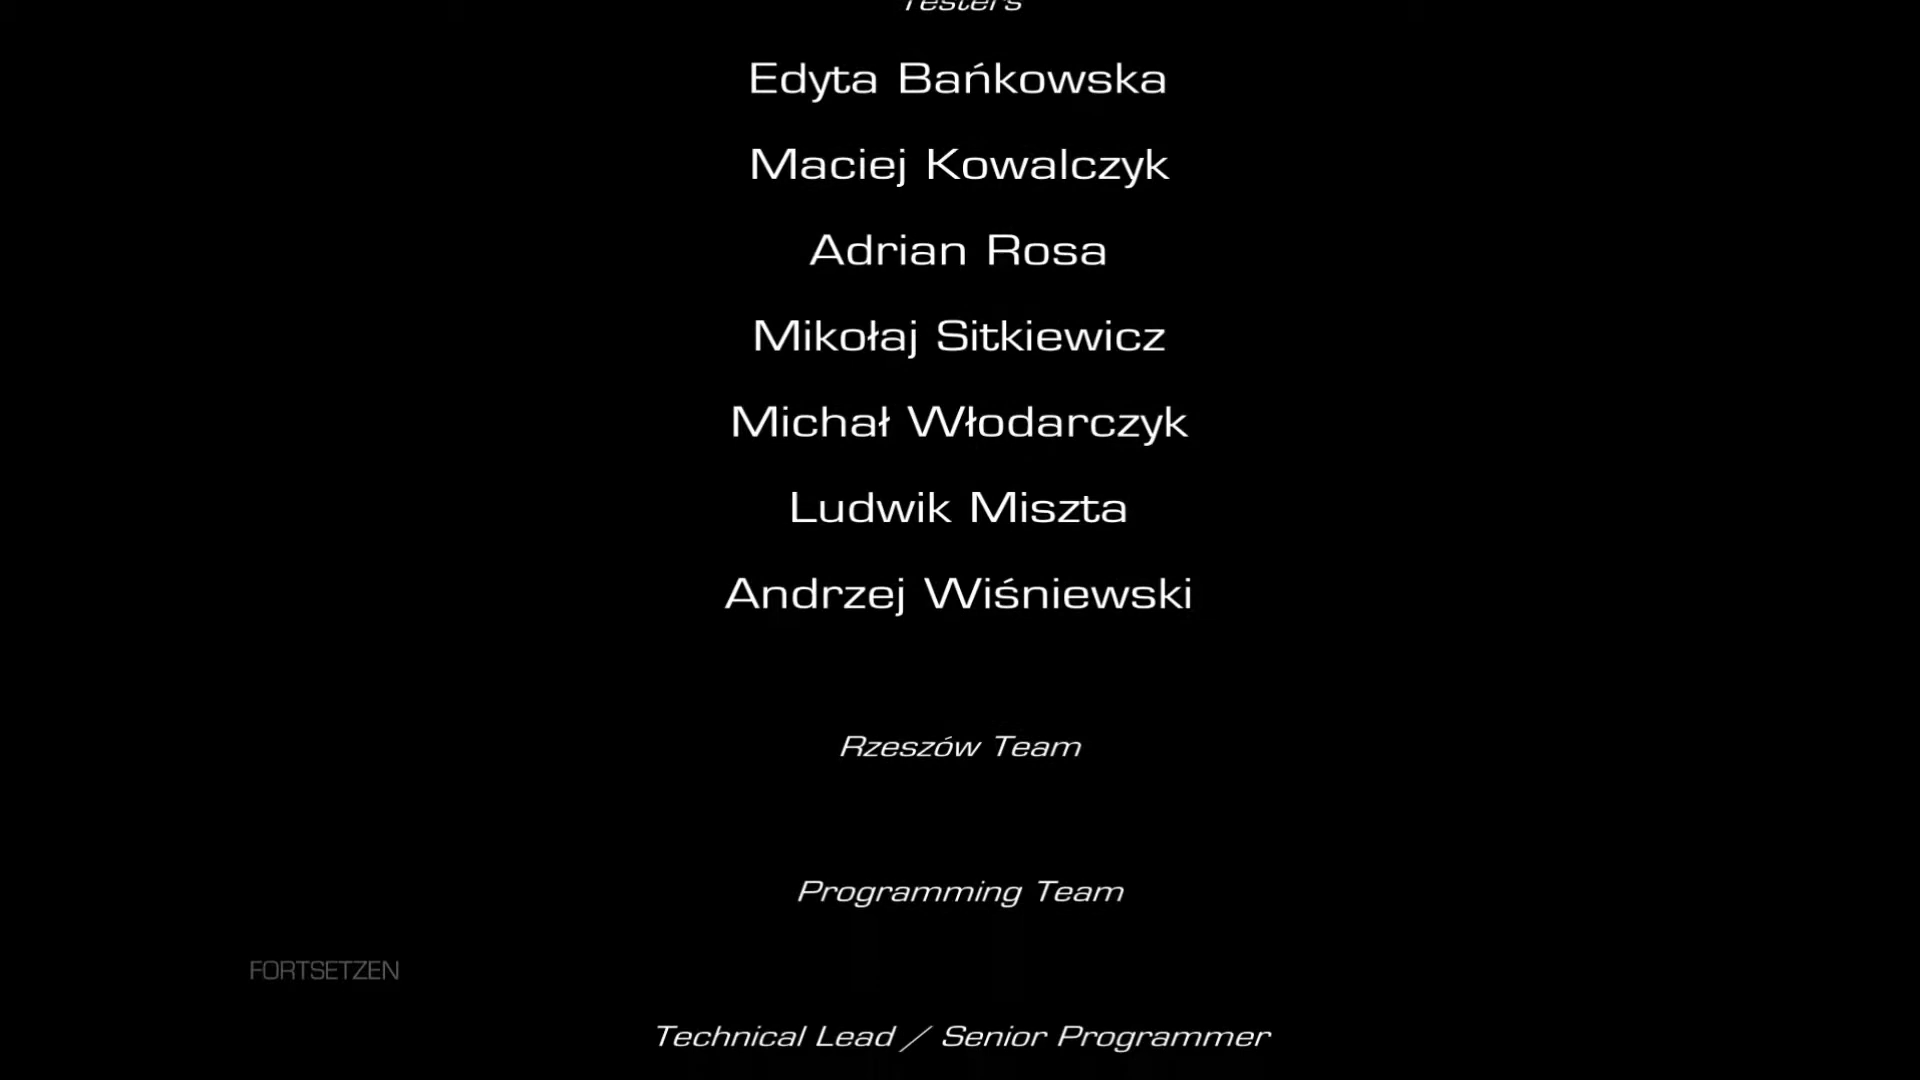 Testers
Edyta Bańkowska
Maciej Kowalczyk
Adrian Rosa
Mikołaj Sitkiewicz
Michał Włodarczyk
Ludwik Miszta
Andrzej Wiśniewski
Rzeszów Team
Programming Team
FORTSETZEN
Technical Lead / Senior Programmer